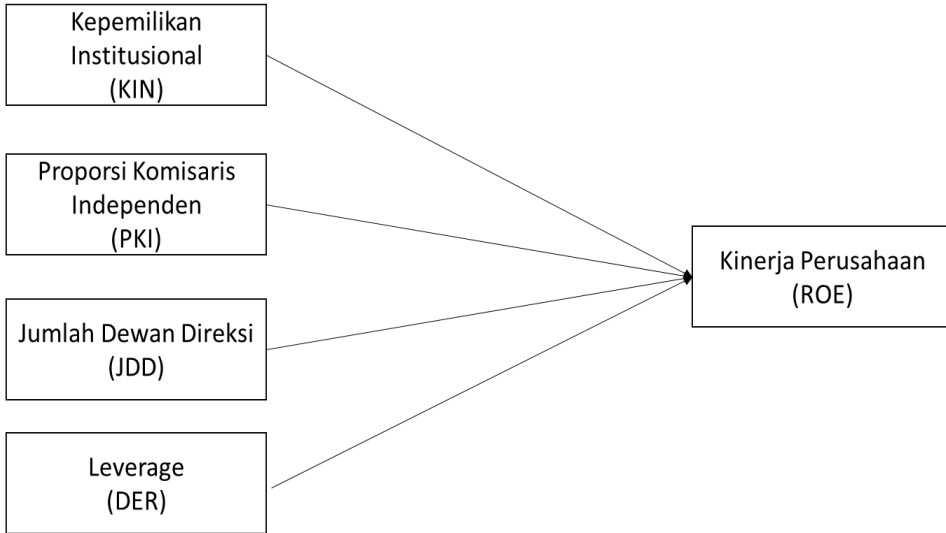 Kepemilikan
Institusional
(KIN)
Proporsi Komisaris
Independen
(PKI)
Jumlah Dewan Direksi
(JDD)
Leverage
(DER)
Kinerja Perusahaan
(ROE)